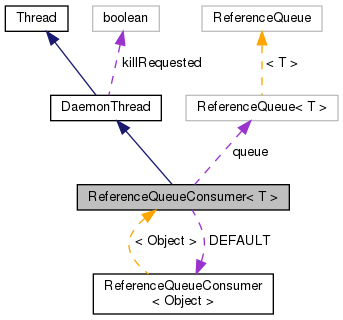 Thread
boolean
ReferenceQueue
killRequested
< T >
DaemonThread
ReferenceQueue< T >
queue
ReferenceQueueConsumer< T >
< Object >
DEFAULT
ReferenceQueueConsumer
< Object >